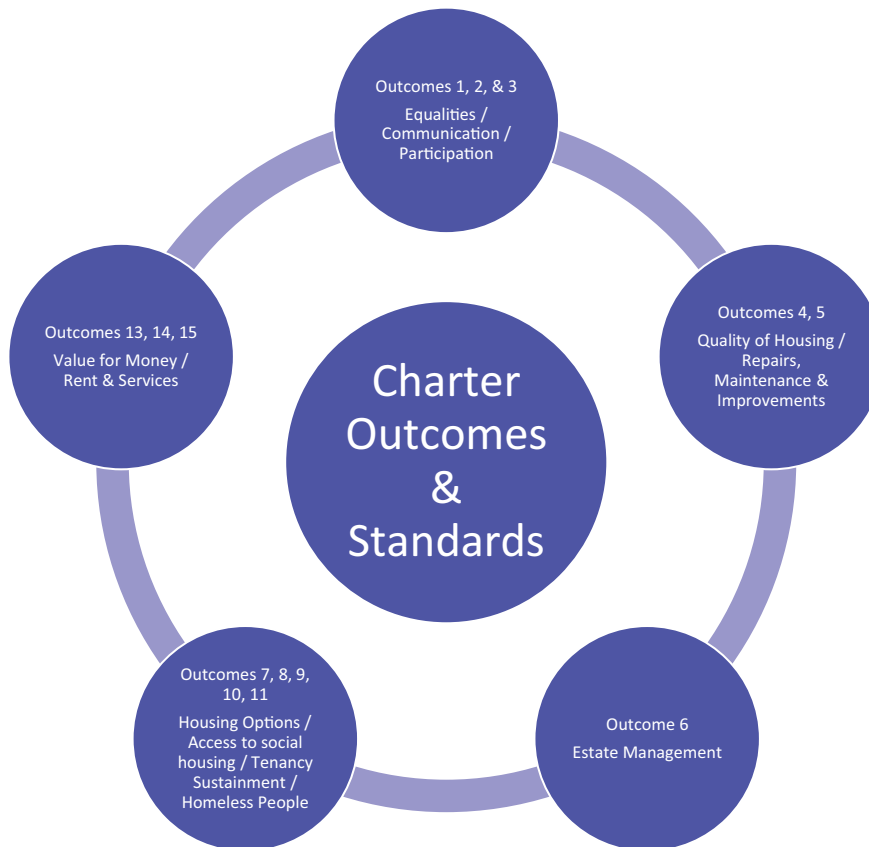 Outcomes 1, 2, & 3
Equalities /
Communication /
Participation
Outcomes 4, 5
Quality of Housing /
Repairs,
Maintenance &
Improvements
Outcome 6
Estate Management
Outcomes 7, 8, 9,
10, 11
Housing Options /
Access to social
housing / Tenancy
Sustainment /
Homeless People
Outcomes 13, 14, 15
Value for Money /
Rent & Services
Charter
Outcomes
&
Standards